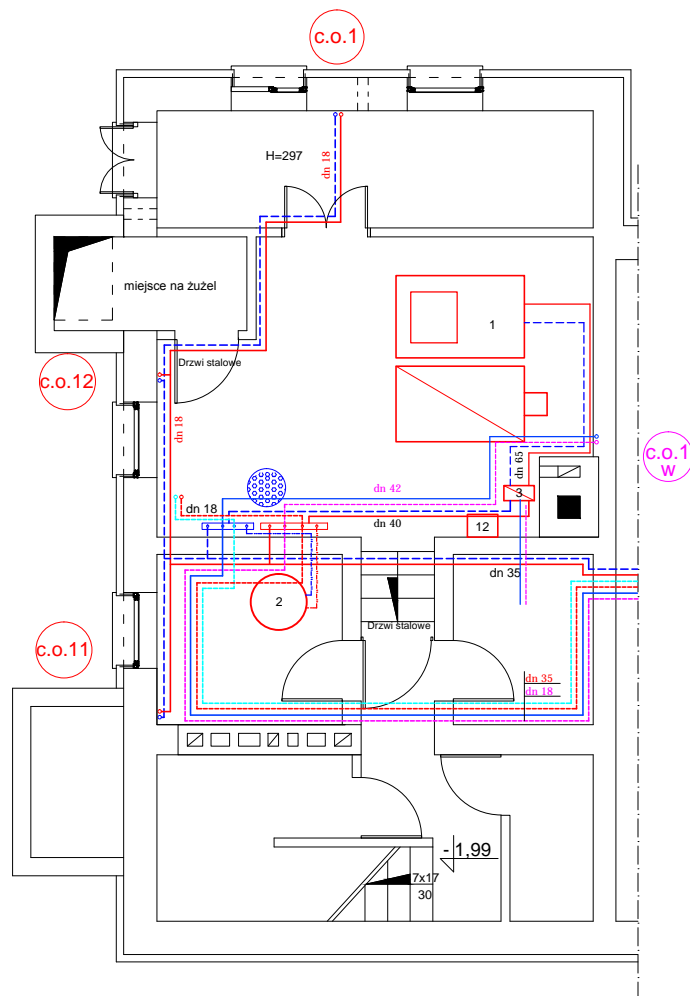 c.o.1
H=297
dn 18
miejsce na żużel
1
Drzwi stalowe
c.o.12
dn 18
c.o.1
w
dn 65
dn 42
3
dn 18
dn 40
12
dn 35
2
Drzwi stalowe
c.o.11
dn 35
dn 18
- 1,99
7x17
30